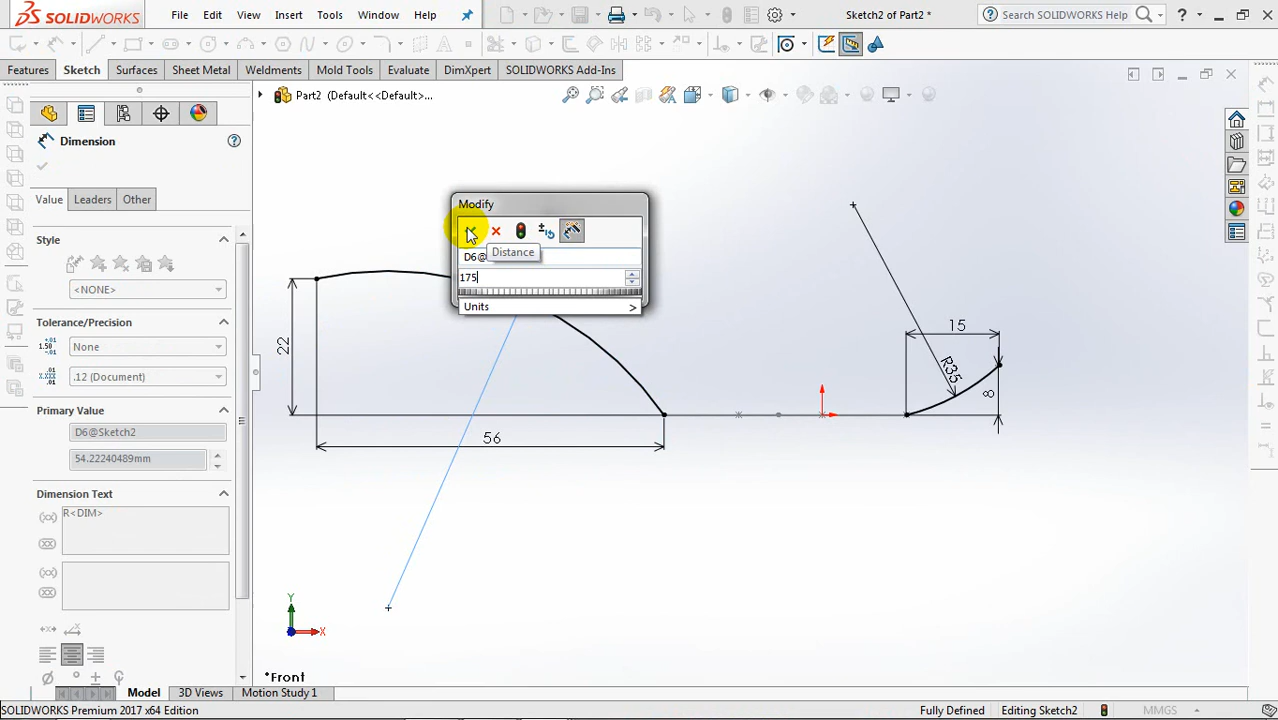 SOLIDWORKS
File Edit View Insert Tools Window Help
Sketch2 of Part2 *
Search SOLIDWORKS Help
Features Sketch Surfaces Sheet Metal Weldments Mold Tools Evaluate DimXpert SOLIDWORKS Add-Ins
Part2 (Default<<Default>...
Dimension
Value Leaders Other
Style
<NONE>
Tolerance/Precision
None
.12 (Document)
Primary Value
D6@Sketch2
54.22240489mm
Dimension Text
R<DIM>
Modify
Distance
D6@
175
Units >
22
56
15
R35
8
Y
X
*Front
Model 3D Views Motion Study 1
SOLIDWORKS Premium 2017 x64 Edition
Fully Defined Editing Sketch2 MMGS